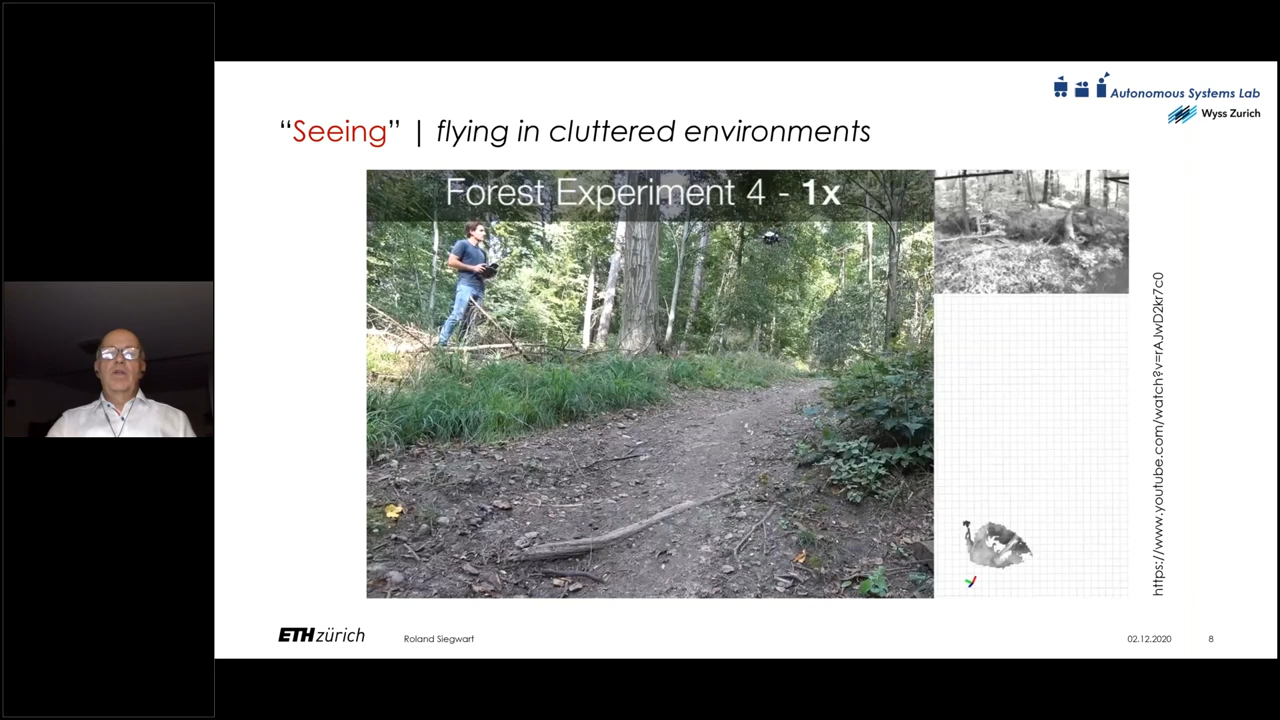 Autonomous Systems Lab
Wyss Zurich
“Seeing” | flying in cluttered environments
Forest Experiment 4 - 1x
https://www.youtube.com/watch?v=rAJwD2kr7c0
ETH zürich
Roland Siegwart
02.12.2020
8